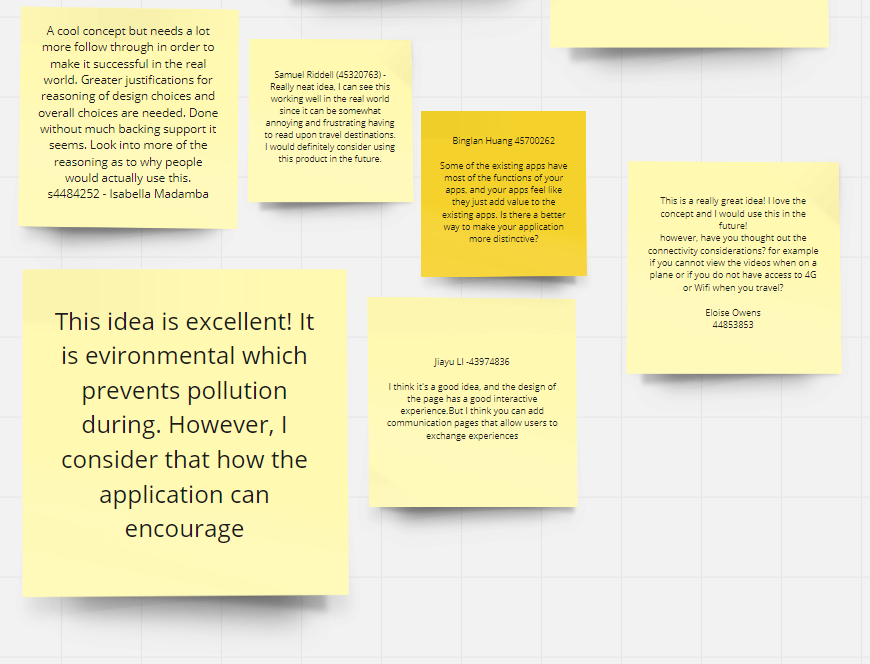 A cool concept but needs a lot
more follow through in order to
make it successful in the real
world. Greater justifications for
reasoning of design choices and
overall choices are needed. Done
without much backing support it
seems. Look into more of the
reasoning as to why people
would actually use this.
s4484252 - Isabella Madamba
Samuel Riddell (45320763) -
Really neat idea, I can see this
working well in the real world
since it can be somewhat
annoying and frustrating having
to read upon travel destinations.
I would definitely consider using
this product in the future.
Binglan Huang 45700262
Some of the existing apps have
most of the functions of your
apps, and your apps feel like
they just add value to the
existing apps. Is there a better
way to make your application
more distinctive?
This is a really great idea! I love the
concept and I would use this in the
future!
however, have you thought out the
connectivity considerations? for example
if you cannot view the videos when on a
plane or if you do not have access to 4G
or Wifi when you travel?
Eloise Owens
44853853
This idea is excellent! It
is evironmental which
prevents pollution
during. However, I
consider that how the
application can
encourage
Jiayu LI -43974836
I think it's a good idea, and the design of
the page has a good interactive
experience.But I think you can add
communication pages that allow users to
exchange experiences